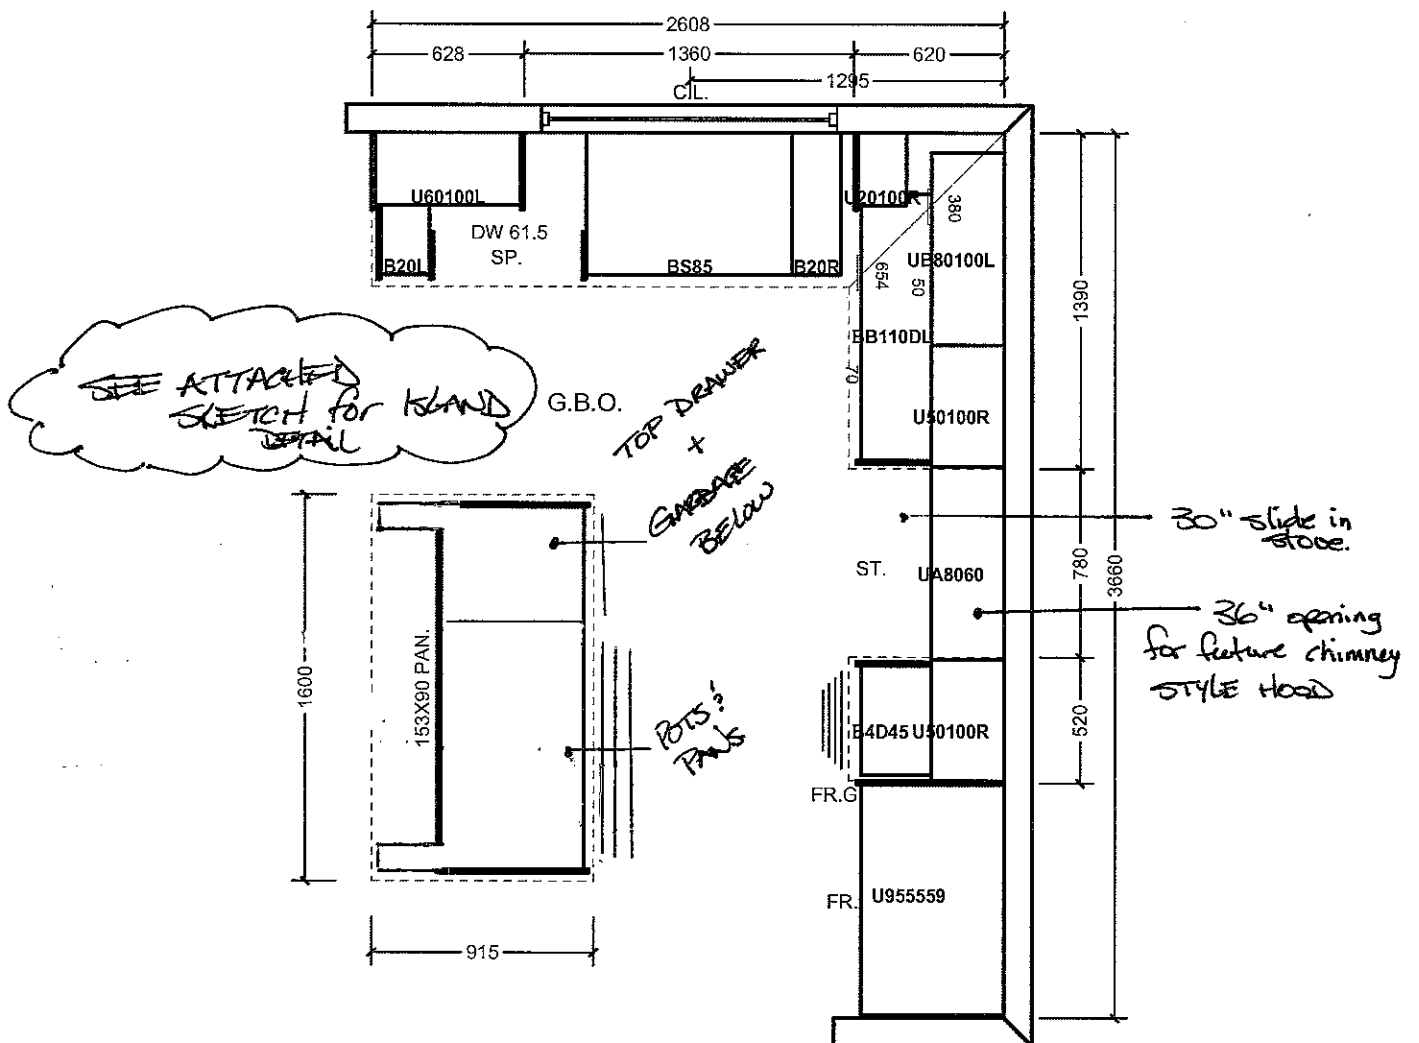 2608
628
1360
620
1295
CIL.
U60100L
U20100R
380
DW 61.5
SP.
B20L
BS85
B20R
UB80100L
654
50
BB110DL
70
1390
SEE ATTACHED
SKETCH for ISLAND
DETAIL
G.B.O.
TOP DRAWER
+
GARBAGE
BELOW
U50100R
30" slide in
stove.
ST.
UA8060
780
3660
36" opening
for feature chimney
STYLE HOOD
153X90 PAN.
1600
POTS &
PANS
B4D45
U50100R
520
FR.G
FR.
U955559
915